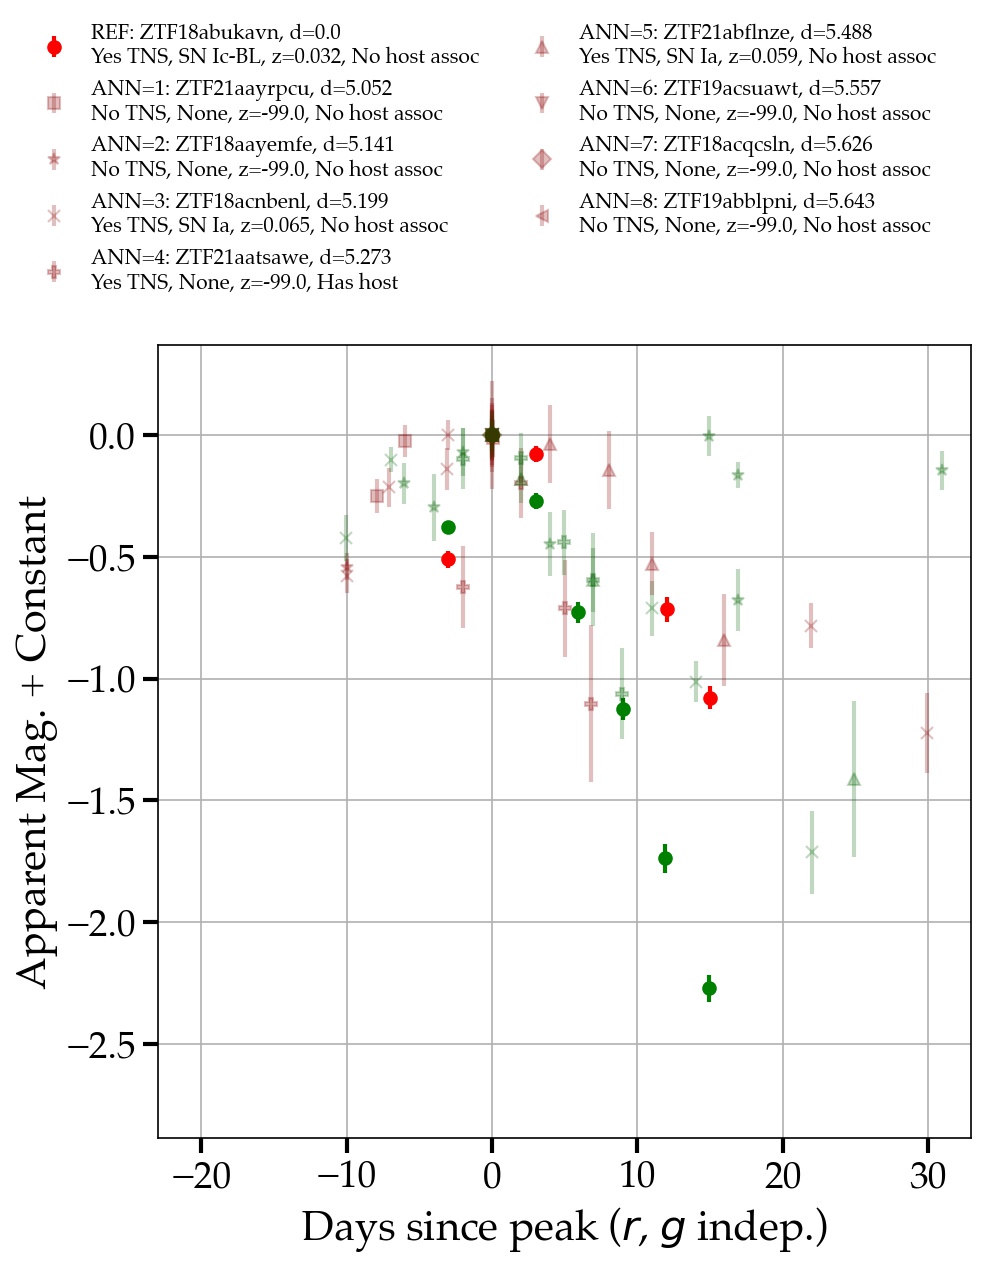 REF: ZTF18abukavn, d=0.0
Yes TNS, SN Ic-BL, z=0.032, No host assoc
ANN=1: ZTF21aayrpcu, d=5.052
No TNS, None, z=-99.0, No host assoc
ANN=2: ZTF18aayemfe, d=5.141
No TNS, None, z=-99.0, No host assoc
ANN=3: ZTF18acnbenl, d=5.199
Yes TNS, SN Ia, z=0.065, No host assoc
ANN=4: ZTF21aatsawe, d=5.273
Yes TNS, None, z=-99.0, Has host
ANN=5: ZTF21abflnze, d=5.488
Yes TNS, SN Ia, z=0.059, No host assoc
ANN=6: ZTF19acsuawt, d=5.557
No TNS, None, z=-99.0, No host assoc
ANN=7: ZTF18acqcsln, d=5.626
No TNS, None, z=-99.0, No host assoc
ANN=8: ZTF19abblpni, d=5.643
No TNS, None, z=-99.0, No host assoc
Apparent Mag. + Constant
0.0
−0.5
−1.0
−1.5
−2.0
−2.5
−20
−10
0
10
20
30
Days since peak (r, g indep.)